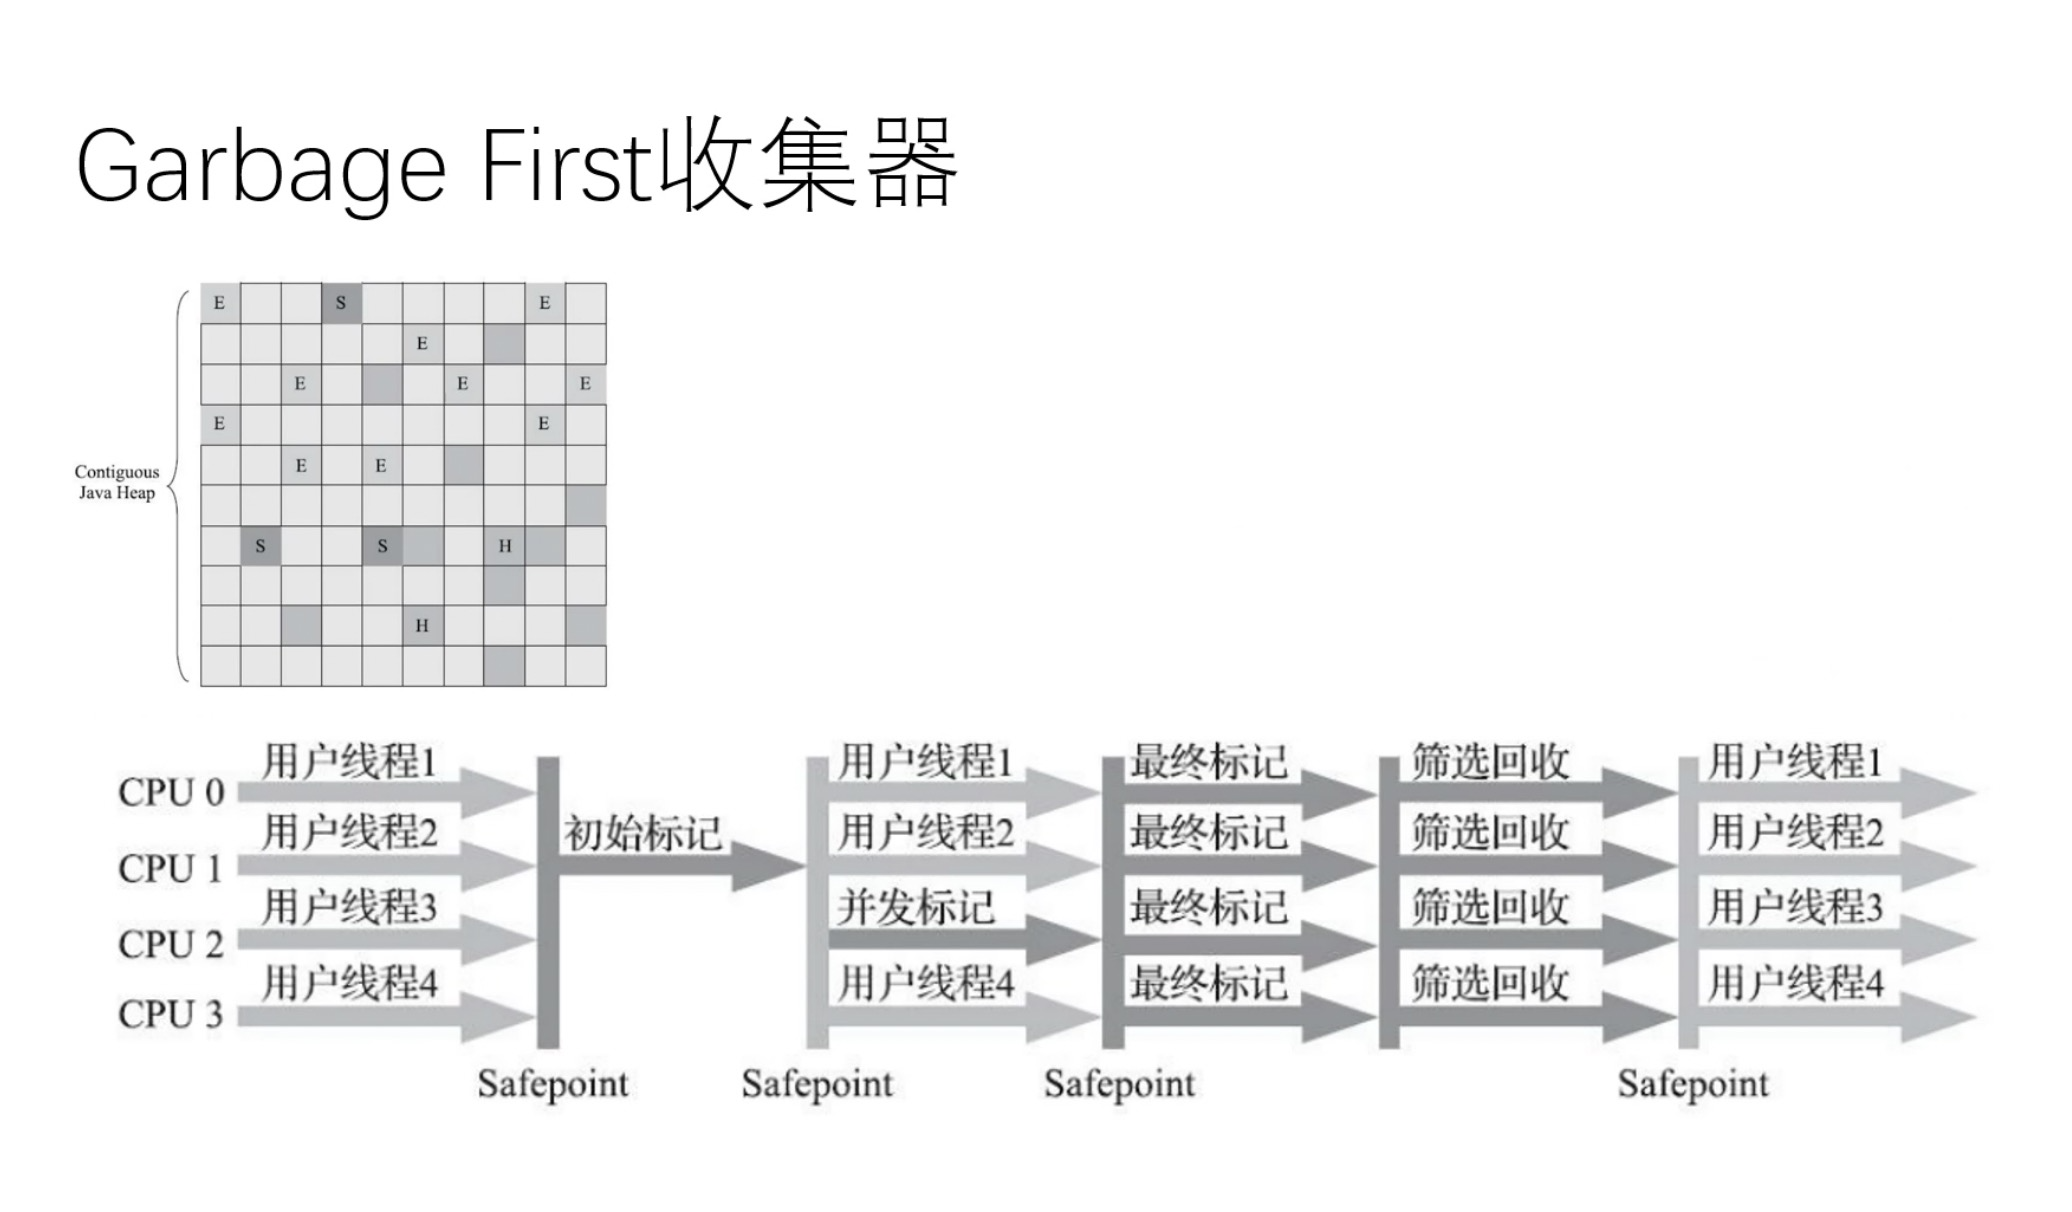 Garbage First收集器
E S E
E
E E E
E E
Contiguous
Java Heap
E E
S S H
H
CPU 0 用户线程1 用户线程1 最终标记 筛选回收 用户线程1
CPU 1 用户线程2 初始标记 用户线程2 最终标记 筛选回收 用户线程2
CPU 2 用户线程3 并发标记 最终标记 筛选回收 用户线程3
CPU 3 用户线程4 用户线程4 最终标记 筛选回收 用户线程4
Safepoint Safepoint Safepoint Safepoint